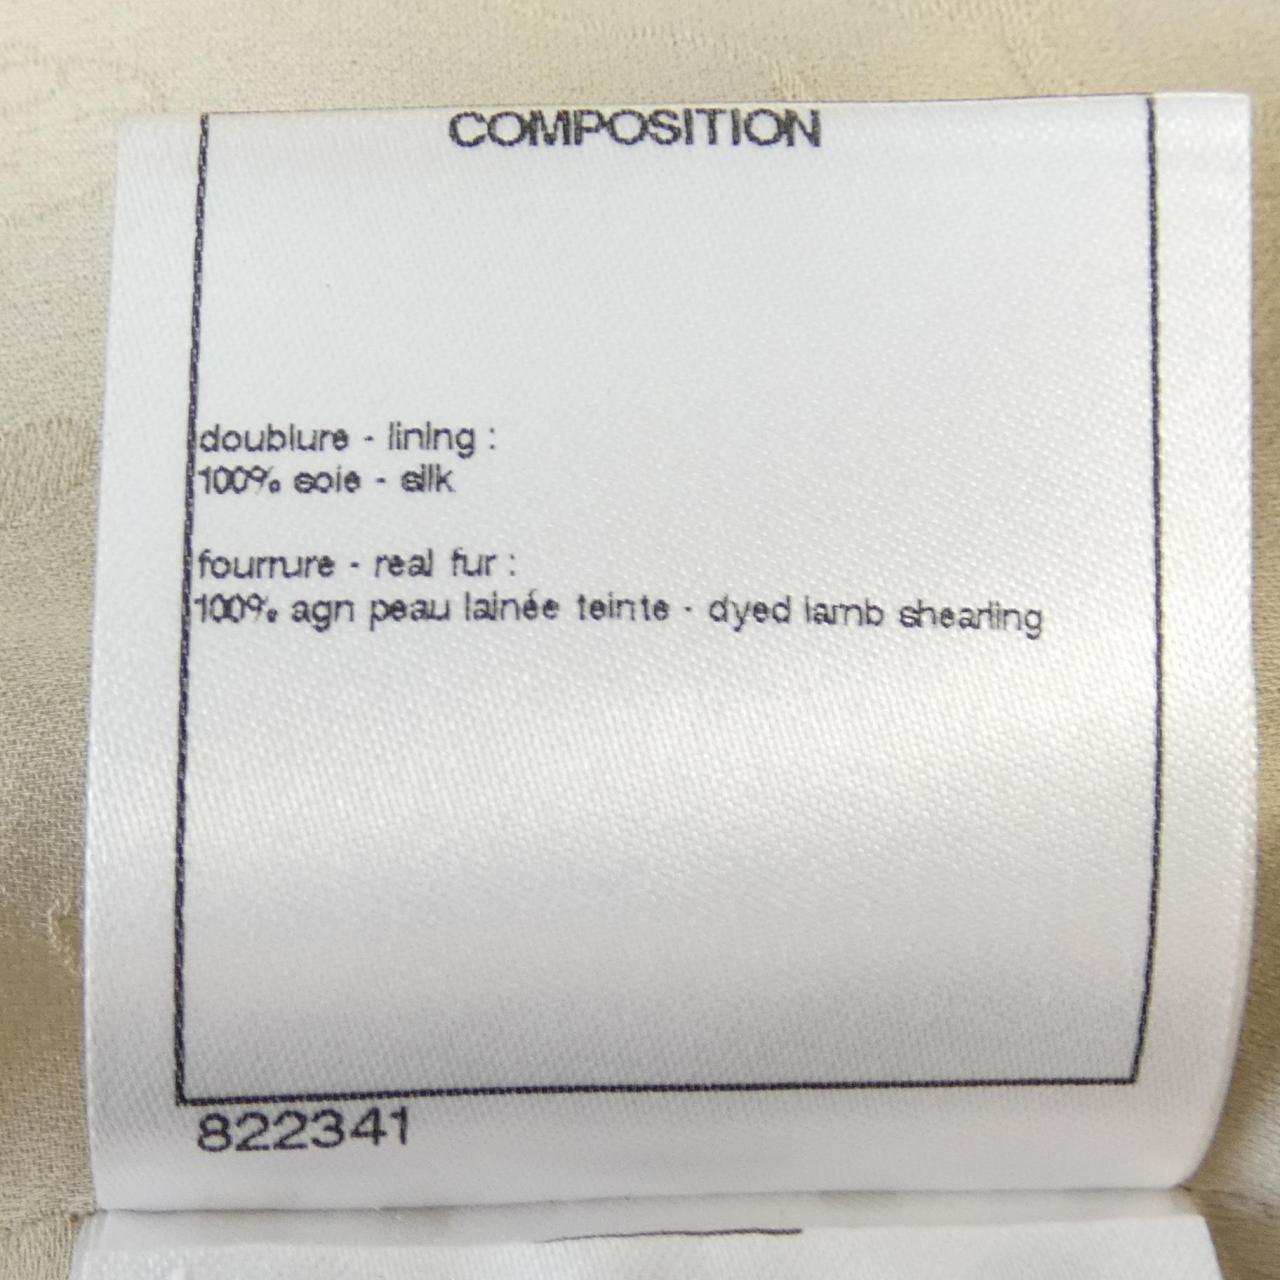 COMPOSITION
doublure - lining :
100% soie - silk
fourrure - real fur :
100% agn peau lainée teinte - dyed lamb shearling
822341